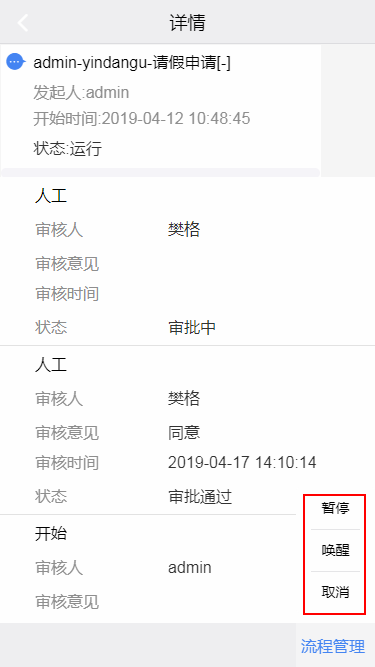 详情
admin-yindangu-请假申请[-]
发起人:admin
开始时间:2019-04-12 10:48:45
状态:运行
人工
审核人 樊格
审核意见
审核时间
状态 审批中
人工
审核人 樊格
审核意见 同意
审核时间 2019-04-17 14:10:14
状态 审批通过
暂停
开始
唤醒
审核人 admin
取消
审核意见
流程管理